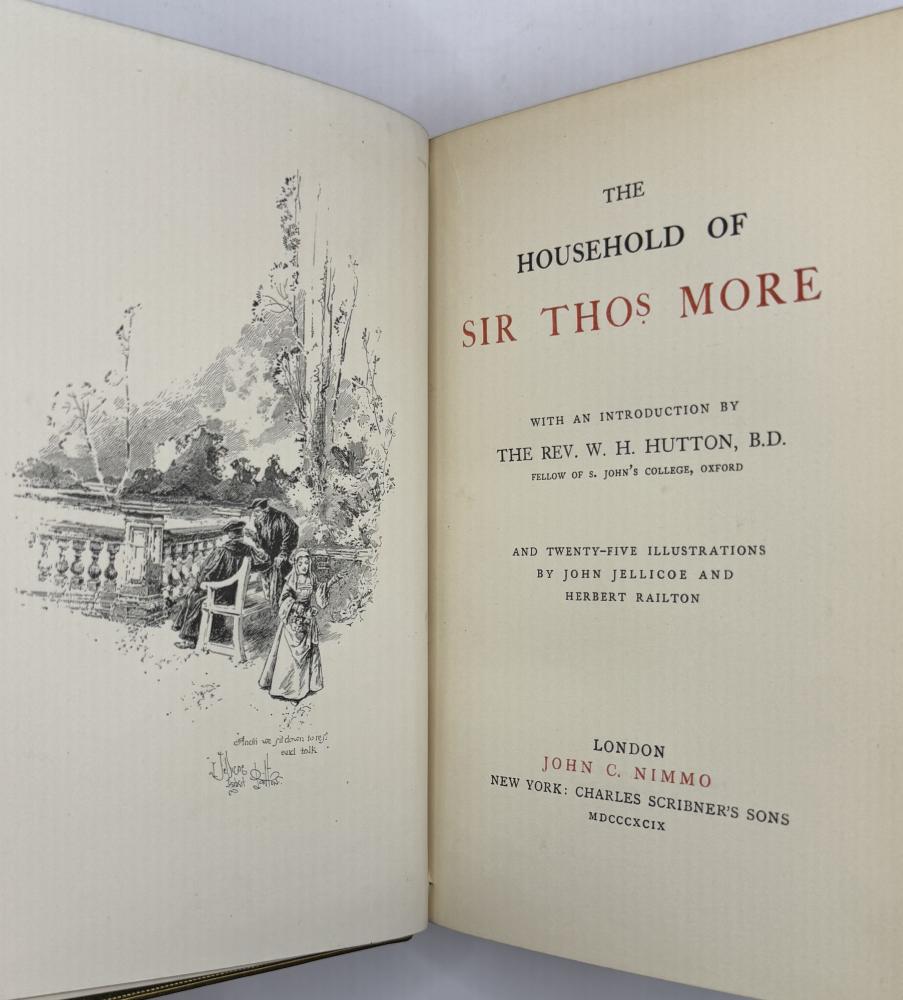 And we sit down to rest
and talk
THE
HOUSEHOLD OF
SIR THOS MORE
WITH AN INTRODUCTION BY
THE REV. W. H. HUTTON, B.D.
FELLOW OF S. JOHN'S COLLEGE, OXFORD
AND TWENTY-FIVE ILLUSTRATIONS
BY JOHN JELLICOE AND
HERBERT RAILTON
LONDON
JOHN C. NIMMO
NEW YORK: CHARLES SCRIBNER'S SONS
MDCCCXCIX